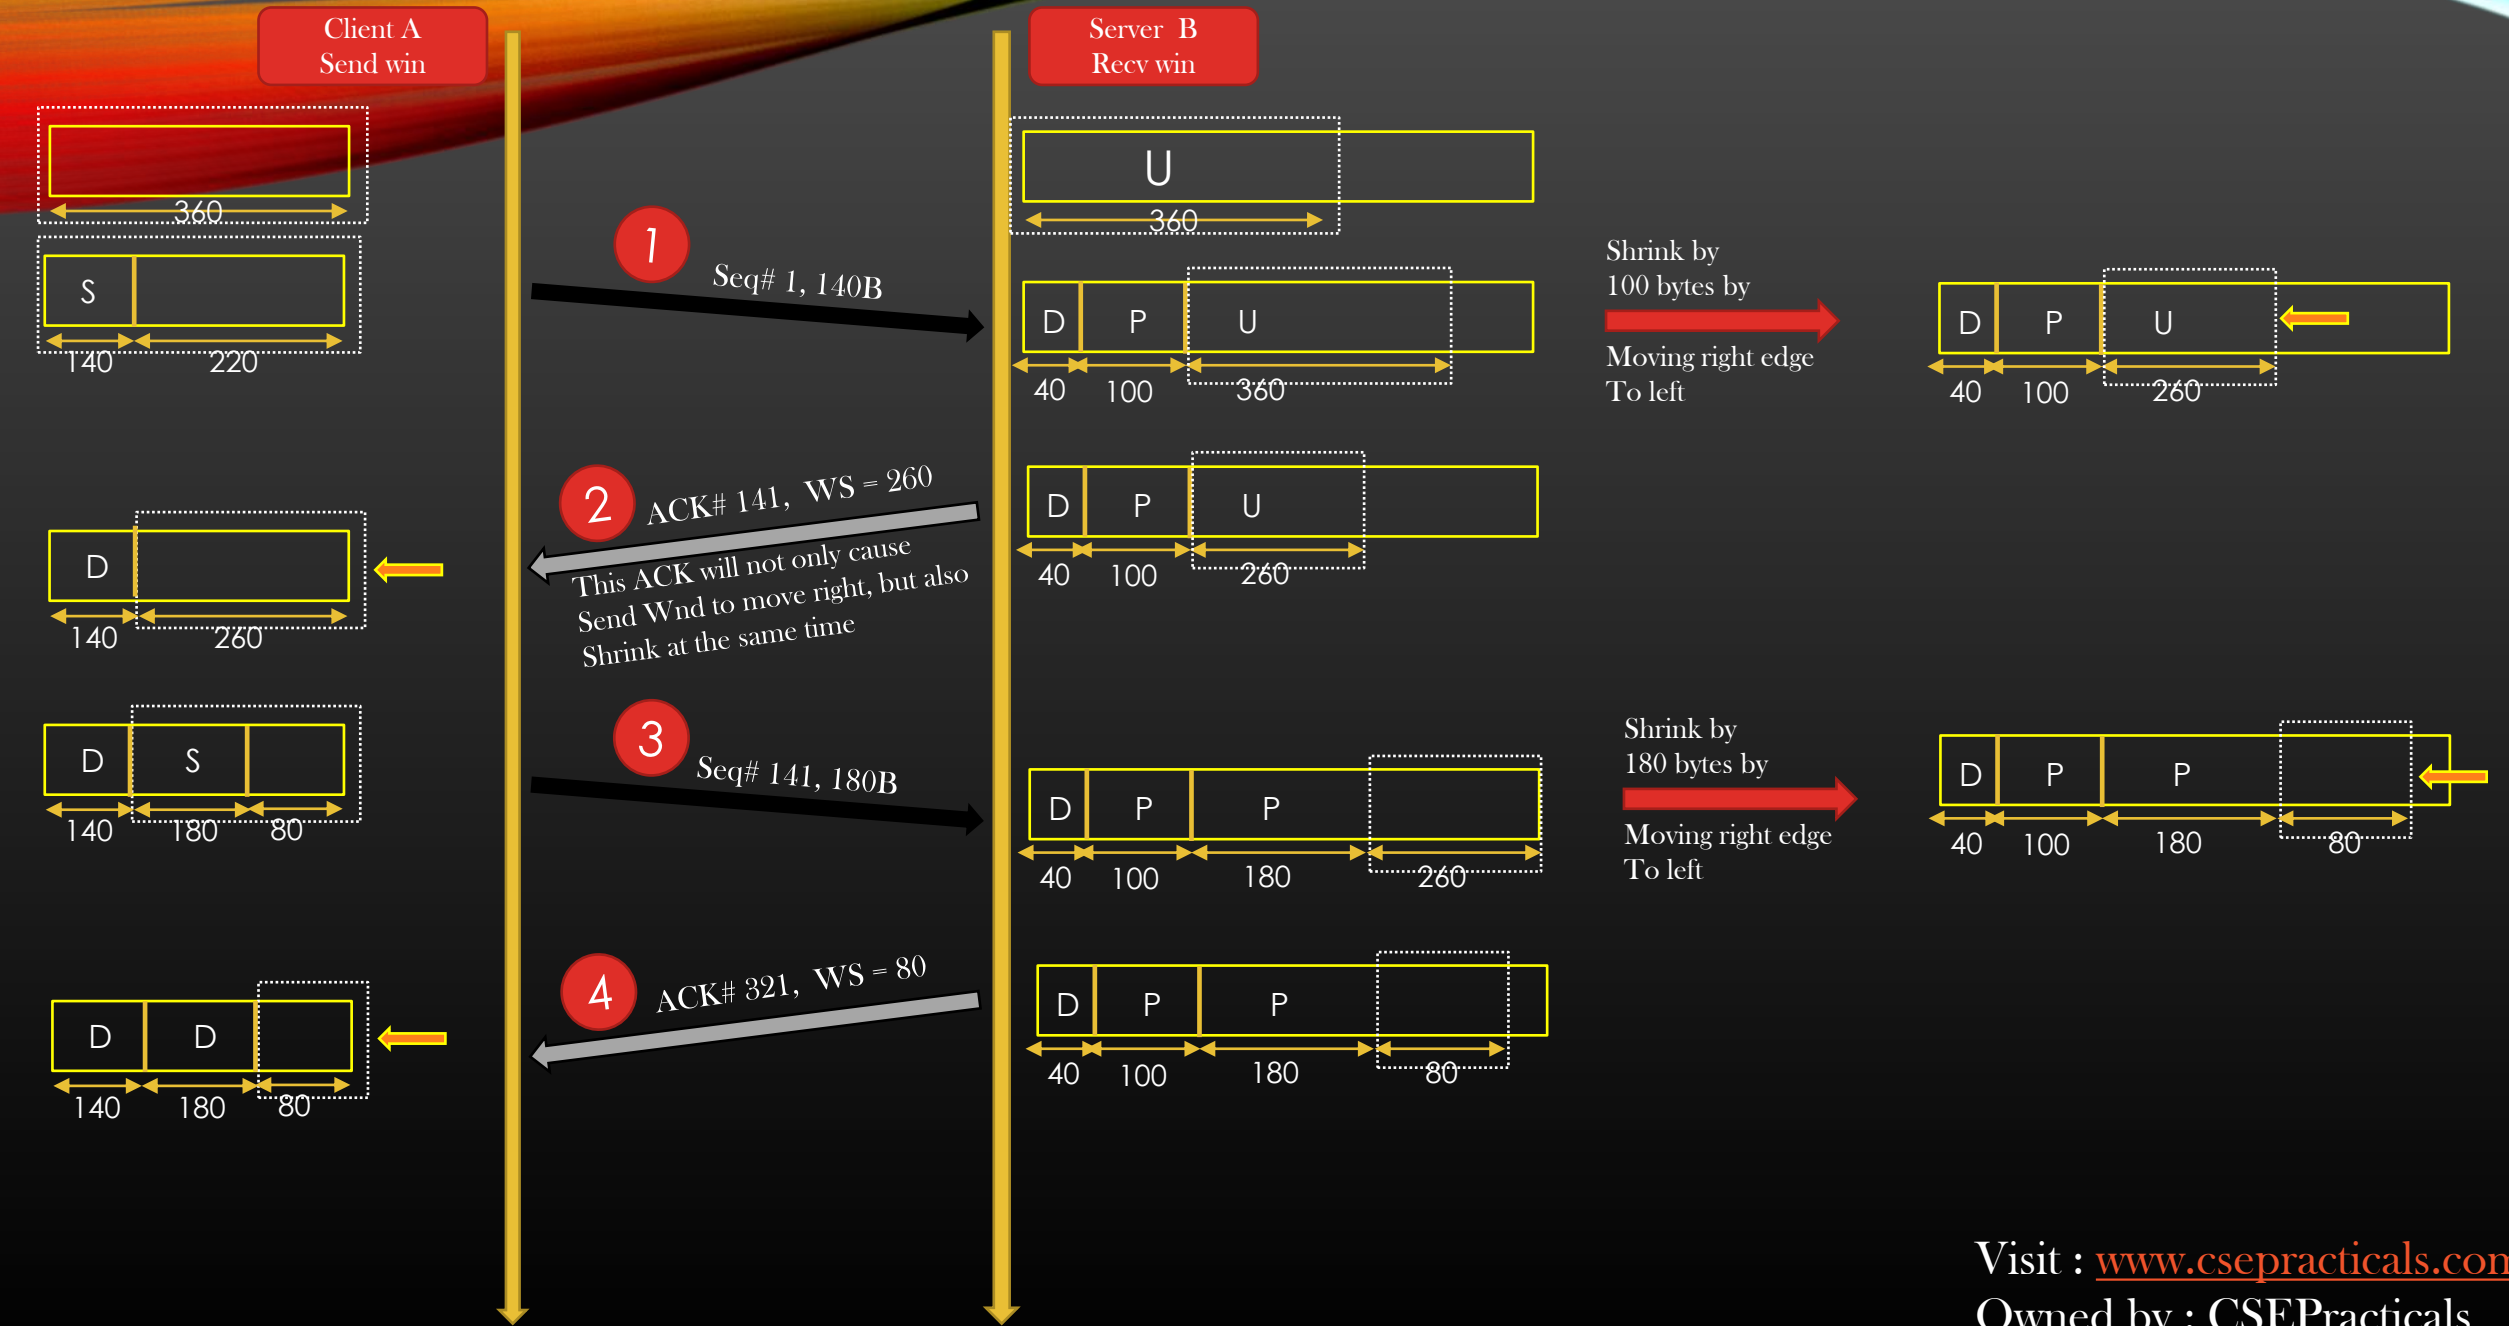 Client A
Send win
Server B
Recv win
360
U
360
S
140 220
1
Seq# 1, 140B
D P U
40 100 360
Shrink by
100 bytes by
Moving right edge
To left
D P U
40 100 260
2
ACK# 141, WS = 260
This ACK will not only cause
Send Wnd to move right, but also
Shrink at the same time
D
140 260
D P U
40 100 260
D S
140 180 80
3
Seq# 141, 180B
D P P
40 100 180 260
Shrink by
180 bytes by
Moving right edge
To left
D P P
40 100 180 80
4
ACK# 321, WS = 80
D D
140 180 80
D P P
40 100 180 80
Visit : www.csepracticals.com
Owned by : CSEPracticals